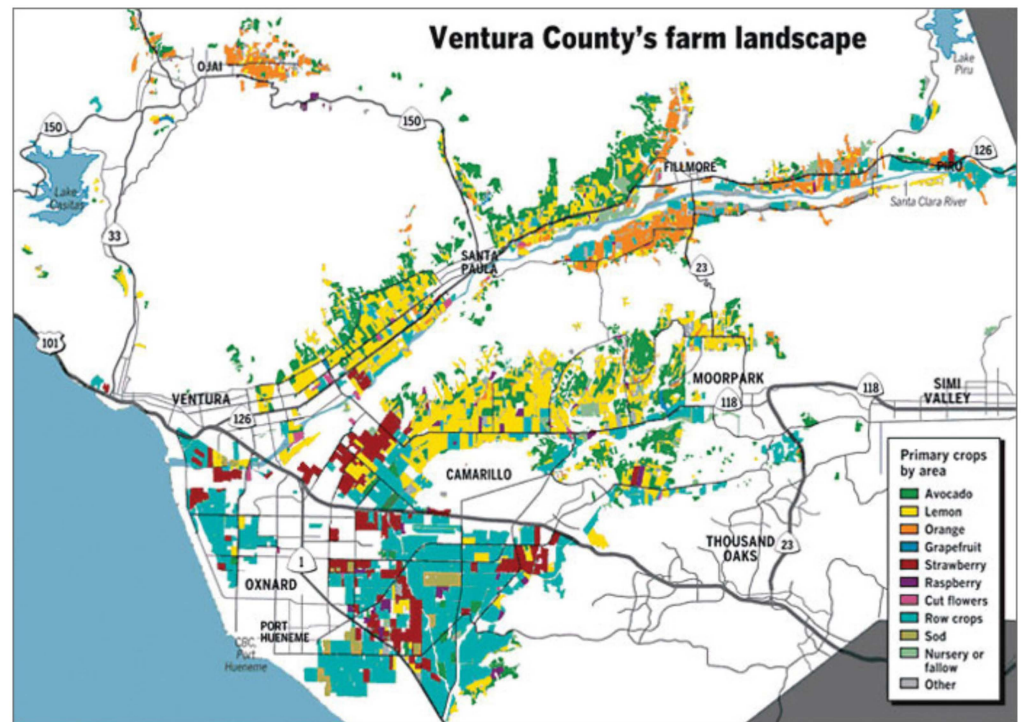 Ventura County's farm landscape
Lake
Piru
OJAI
150
150
126
FILLMORE
PIRU
Lake
Casitas
Santa Clara River
33
SANTA
PAULA
23
101
MOORPARK
118
118
SIMI
VALLEY
VENTURA
126
CAMARILLO
THOUSAND
OAKS
23
1
OXNARD
PORT
HUENEME
CBC,
Port
Hueneme
Primary crops
by area
Avocado
Lemon
Orange
Grapefruit
Strawberry
Raspberry
Cut flowers
Row crops
Sod
Nursery or
fallow
Other